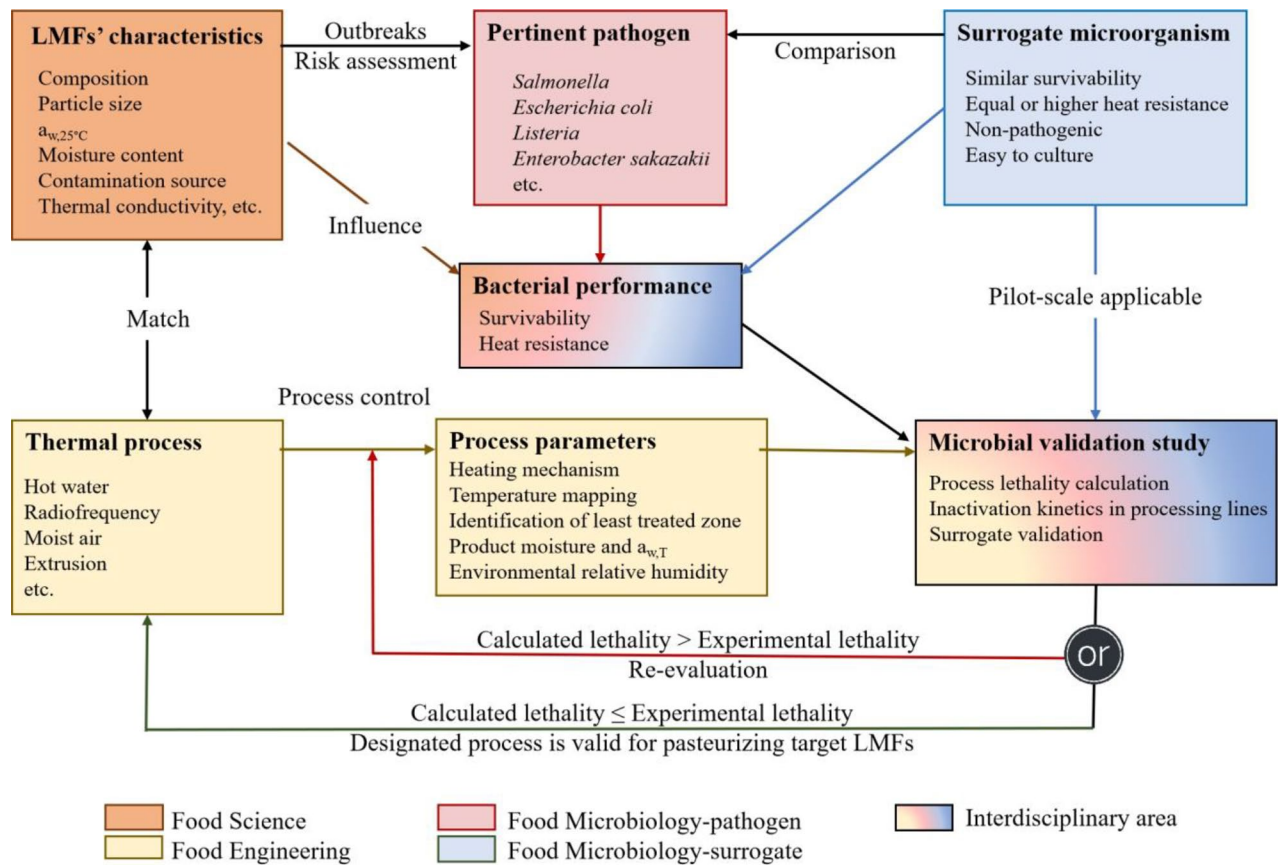 LMFs’ characteristics
Composition
Particle size
aw,25°C
Moisture content
Contamination source
Thermal conductivity, etc.
Outbreaks
Risk assessment
Pertinent pathogen
Salmonella
Escherichia coli
Listeria
Enterobacter sakazakii
etc.
Comparison
Surrogate microorganism
Similar survivability
Equal or higher heat resistance
Non-pathogenic
Easy to culture
Influence
Bacterial performance
Survivability
Heat resistance
Pilot-scale applicable
Match
Process control
Thermal process
Hot water
Radiofrequency
Moist air
Extrusion
etc.
Process parameters
Heating mechanism
Temperature mapping
Identification of least treated zone
Product moisture and aw,T
Environmental relative humidity
Microbial validation study
Process lethality calculation
Inactivation kinetics in processing lines
Surrogate validation
Calculated lethality > Experimental lethality
Re-evaluation
or
Calculated lethality ≤ Experimental lethality
Designated process is valid for pasteurizing target LMFs
Food Science
Food Engineering
Food Microbiology-pathogen
Food Microbiology-surrogate
Interdisciplinary area